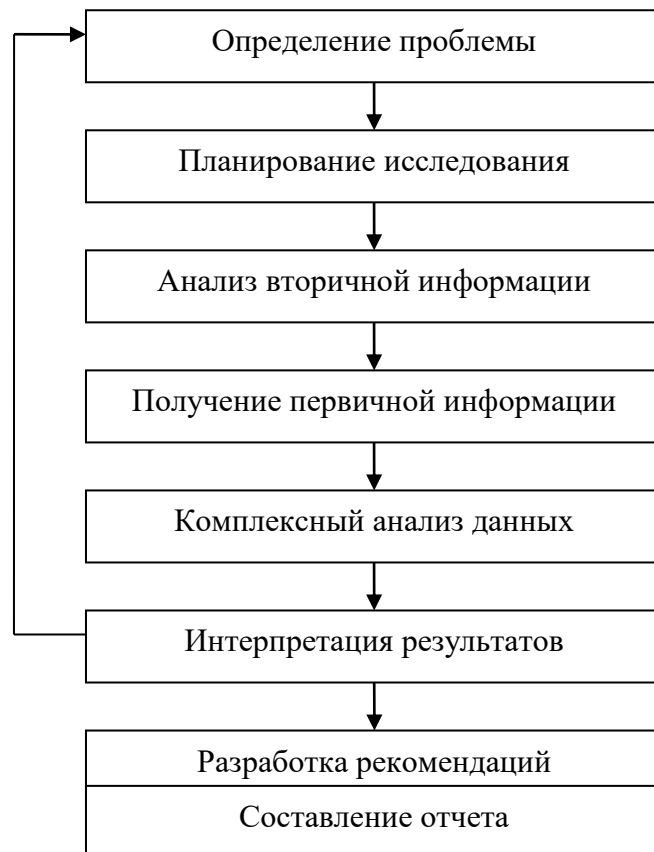 Определение проблемы
Планирование исследования
Анализ вторичной информации
Получение первичной информации
Комплексный анализ данных
Интерпретация результатов
Разработка рекомендаций
Составление отчета